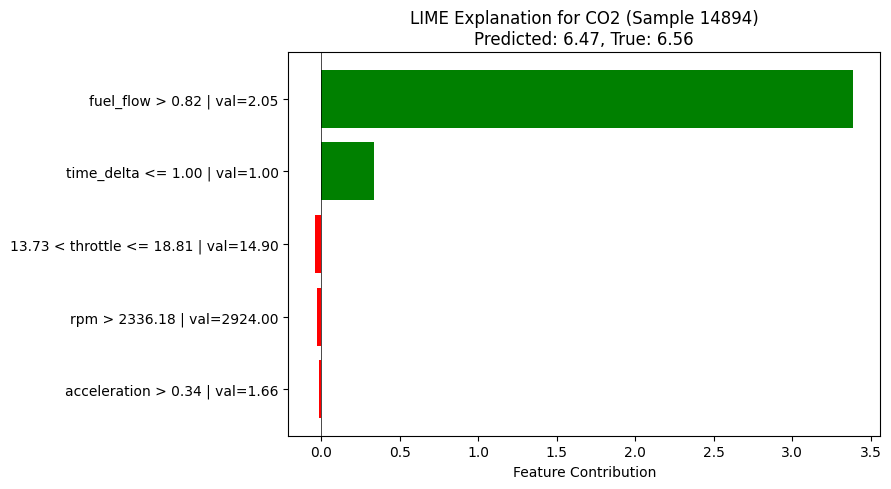 LIME Explanation for CO2 (Sample 14894)
Predicted: 6.47, True: 6.56
fuel_flow > 0.82 | val=2.05
time_delta <= 1.00 | val=1.00
13.73 < throttle <= 18.81 | val=14.90
rpm > 2336.18 | val=2924.00
acceleration > 0.34 | val=1.66
0.0 0.5 1.0 1.5 2.0 2.5 3.0 3.5
Feature Contribution